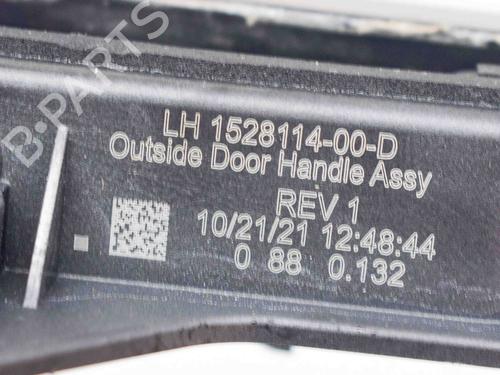 B-PARTS
LH 1528114-00-D
Outside Door Handle Assy
REV 1
10/21/21 12:48:44
0 88 0.132